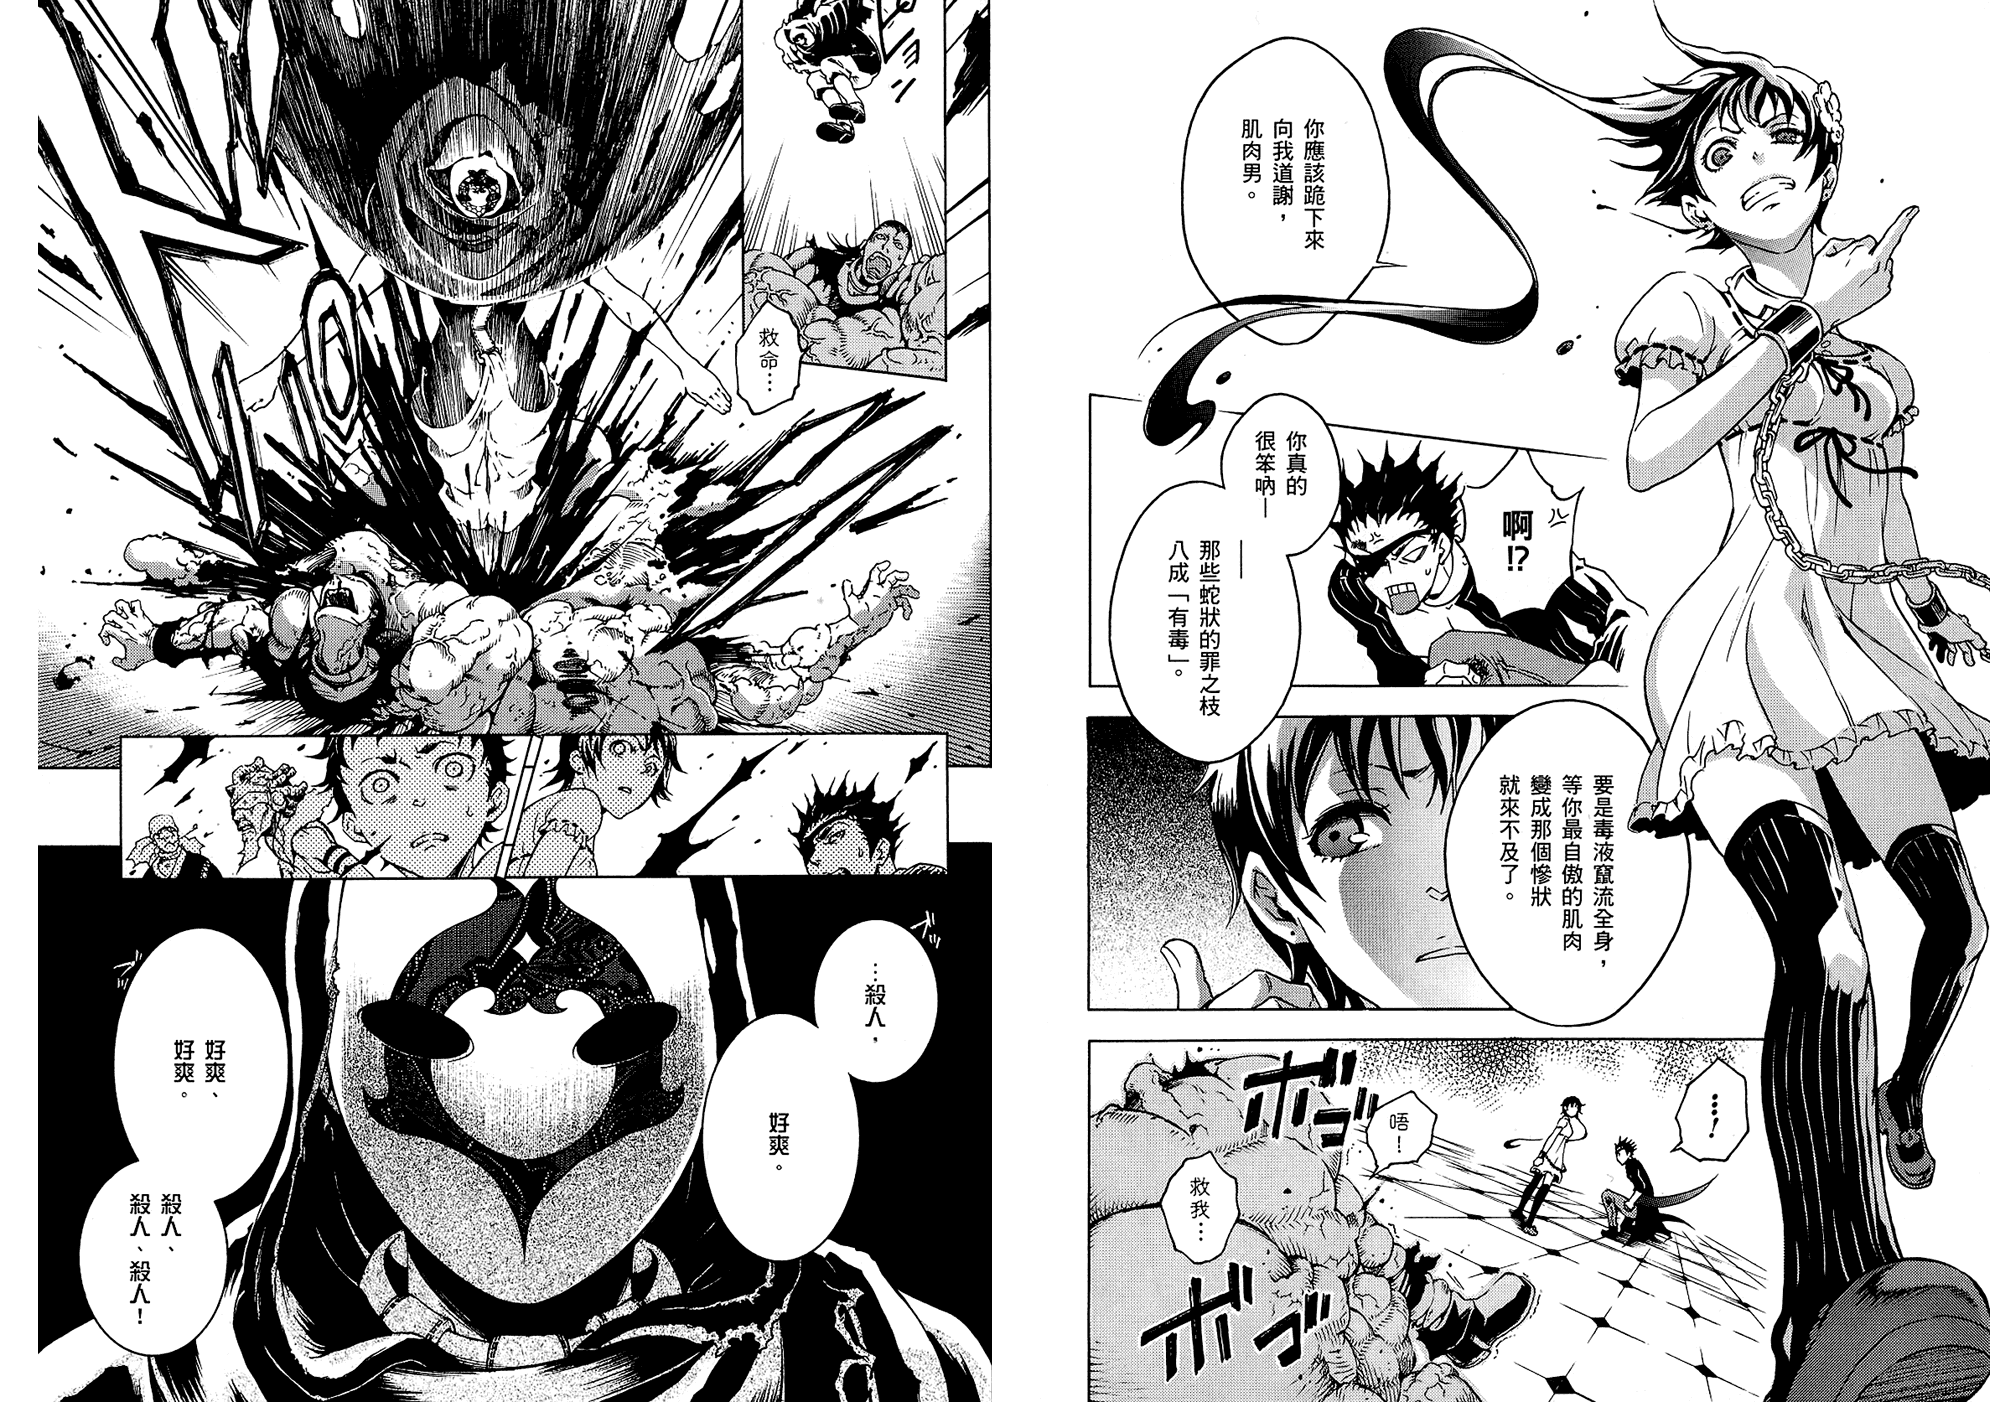 你應該跪下來
向我道謝，
肌肉男。
啊!?
你真的
很笨吶—
—
那些蛇狀的罪之枝
八成「有毒」。
要是毒液竄流全身，
等你最自傲的肌肉
變成那個慘狀
就來不及了。
……!
唔!
ボゴ
救我…
ボゴ
救命…
…殺人，
好爽。
好爽、
好爽。
殺人、
殺人、殺人!